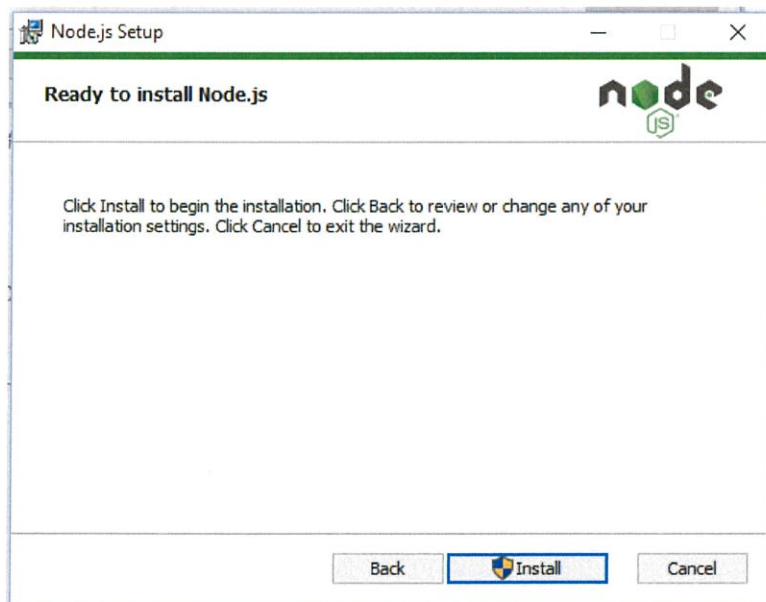 Node.js Setup
Ready to install Node.js
node
JS
Click Install to begin the installation. Click Back to review or change any of your
installation settings. Click Cancel to exit the wizard.
Back
Install
Cancel